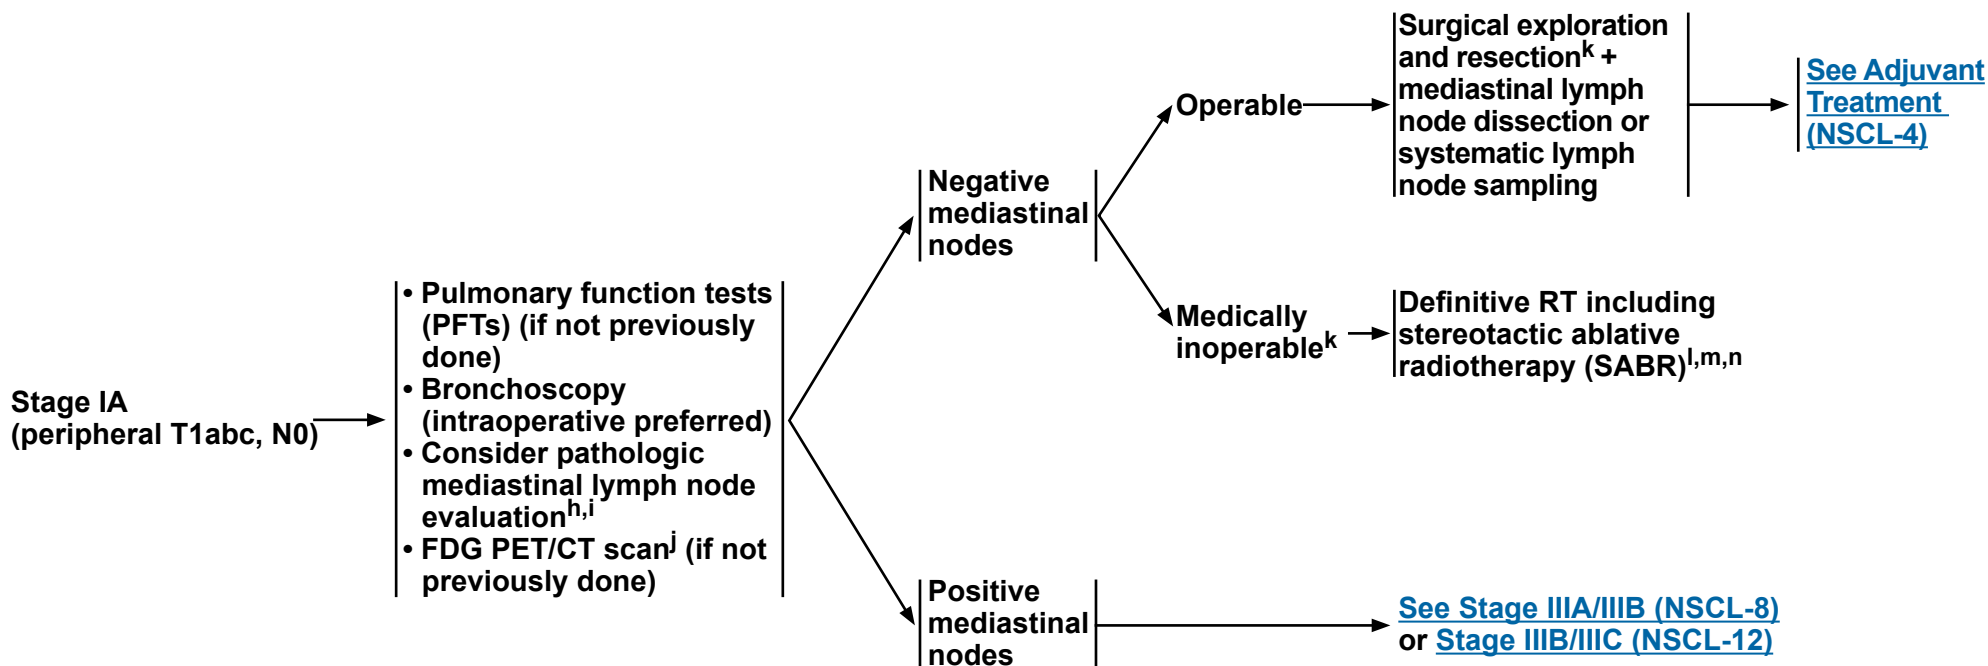 Stage IA
(peripheral T1abc, N0)
• Pulmonary function tests
(PFTs) (if not previously
done)
• Bronchoscopy
(intraoperative preferred)
• Consider pathologic
mediastinal lymph node
evaluationh,i
• FDG PET/CT scanj (if not
previously done)
Negative
mediastinal
nodes
Operable
Surgical exploration
and resectionk +
mediastinal lymph
node dissection or
systematic lymph
node sampling
See Adjuvant
Treatment
(NSCL-4)
Medically
inoperablek
Definitive RT including
stereotactic ablative
radiotherapy (SABR)l,m,n
Positive
mediastinal
nodes
See Stage IIIA/IIIB (NSCL-8)
or Stage IIIB/IIIC (NSCL-12)